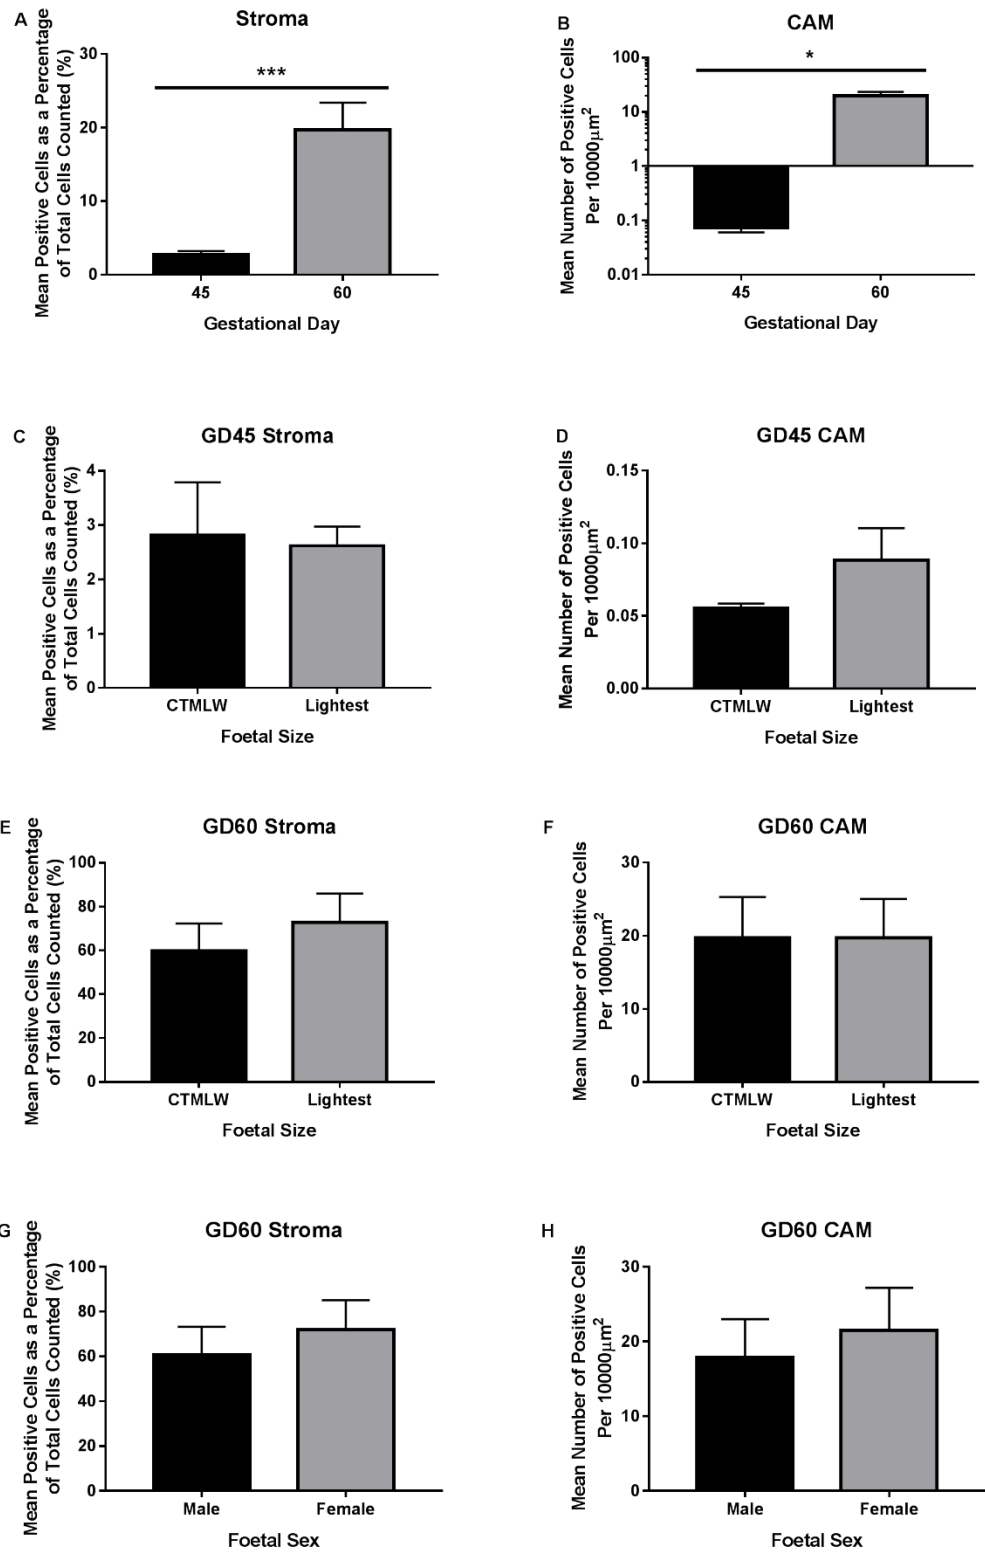 A
Stroma
Mean Positive Cells as a Percentage
of Total Cells Counted (%)
30
20
10
0
***
45
60
Gestational Day
B
CAM
Mean Number of Positive Cells
Per 10000µm²
100
10
1
0.1
0.01
*
45
60
Gestational Day
C
GD45 Stroma
Mean Positive Cells as a Percentage
of Total Cells Counted (%)
4
3
2
1
0
CTMLW
Lightest
Foetal Size
D
GD45 CAM
Mean Number of Positive Cells
Per 10000µm²
0.15
0.10
0.05
0.00
CTMLW
Lightest
Foetal Size
E
GD60 Stroma
Mean Positive Cells as a Percentage
of Total Cells Counted (%)
100
80
60
40
20
0
CTMLW
Lightest
Foetal Size
F
GD60 CAM
Mean Number of Positive Cells
Per 10000µm²
30
20
10
0
CTMLW
Lightest
Foetal Size
G
GD60 Stroma
Mean Positive Cells as a Percentage
of Total Cells Counted (%)
100
80
60
40
20
0
Male
Female
Foetal Sex
H
GD60 CAM
Mean Number of Positive Cells
Per 10000µm²
30
20
10
0
Male
Female
Foetal Sex